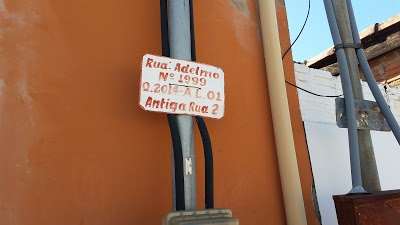 Rua: Adelmo
Nº 1999
Q.2014-A L.01
Antiga Rua 2